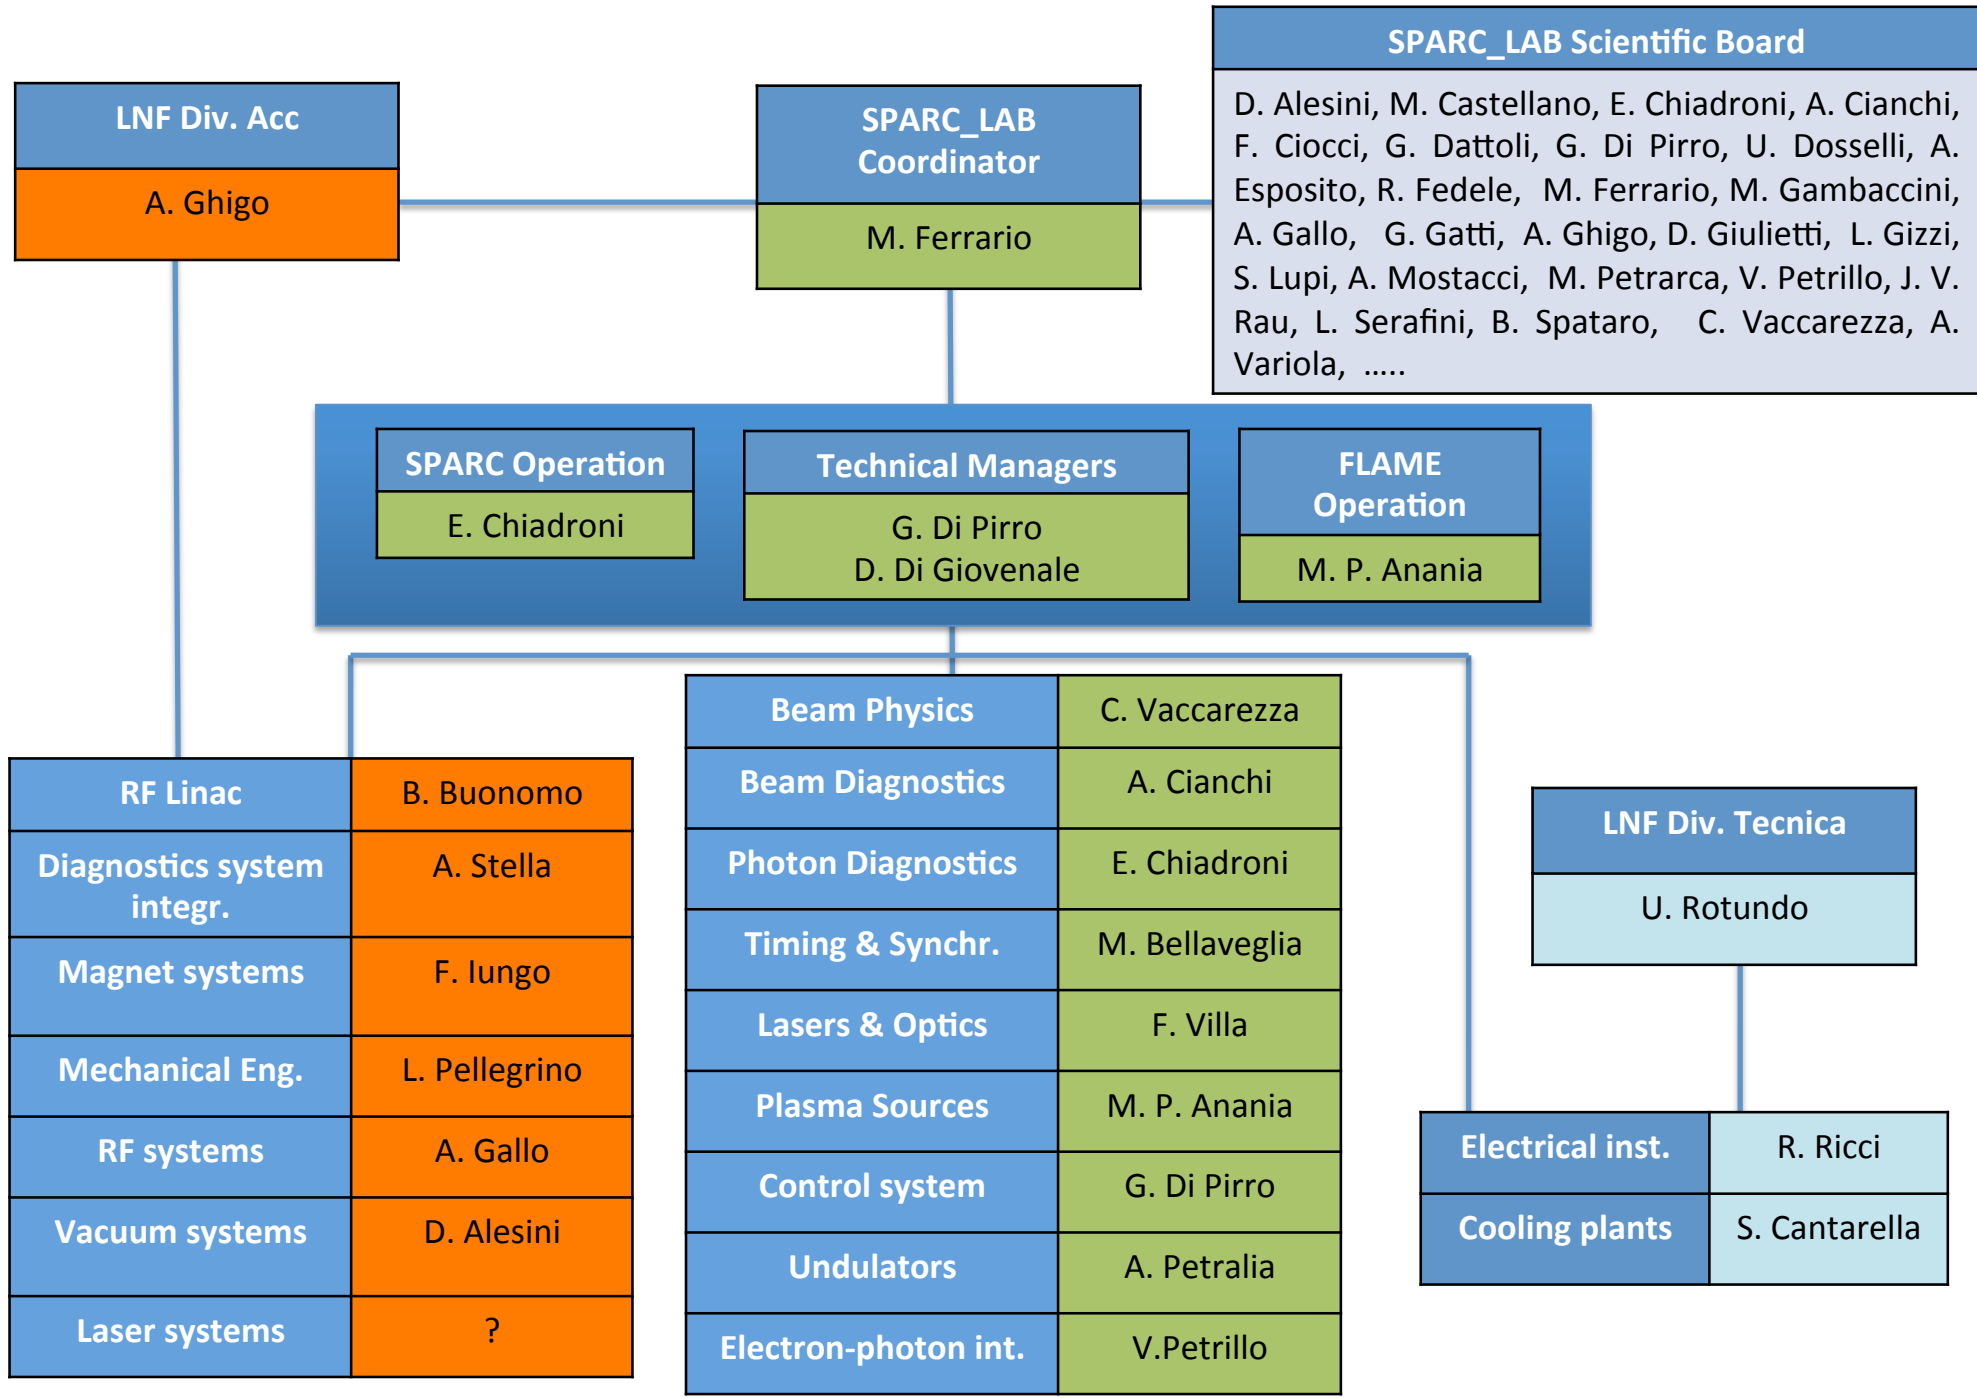 SPARC_LAB Scientific Board
D. Alesini, M. Castellano, E. Chiadroni, A. Cianchi,
F. Ciocci, G. Dattoli, G. Di Pirro, U. Dosselli, A.
Esposito, R. Fedele, M. Ferrario, M. Gambaccini,
A. Gallo, G. Gatti, A. Ghigo, D. Giulietti, L. Gizzi,
S. Lupi, A. Mostacci, M. Petrarca, V. Petrillo, J. V.
Rau, L. Serafini, B. Spataro, C. Vaccarezza, A.
Variola, .....
LNF Div. Acc
A. Ghigo
SPARC_LAB
Coordinator
M. Ferrario
SPARC Operation
E. Chiadroni
Technical Managers
G. Di Pirro
D. Di Giovenale
FLAME
Operation
M. P. Anania
RF Linac
B. Buonomo
Diagnostics system
integr.
A. Stella
Magnet systems
F. Iungo
Mechanical Eng.
L. Pellegrino
RF systems
A. Gallo
Vacuum systems
D. Alesini
Laser systems
?
Beam Physics
C. Vaccarezza
Beam Diagnostics
A. Cianchi
Photon Diagnostics
E. Chiadroni
Timing & Synchr.
M. Bellaveglia
Lasers & Optics
F. Villa
Plasma Sources
M. P. Anania
Control system
G. Di Pirro
Undulators
A. Petralia
Electron-photon int.
V.Petrillo
LNF Div. Tecnica
U. Rotundo
Electrical inst.
R. Ricci
Cooling plants
S. Cantarella